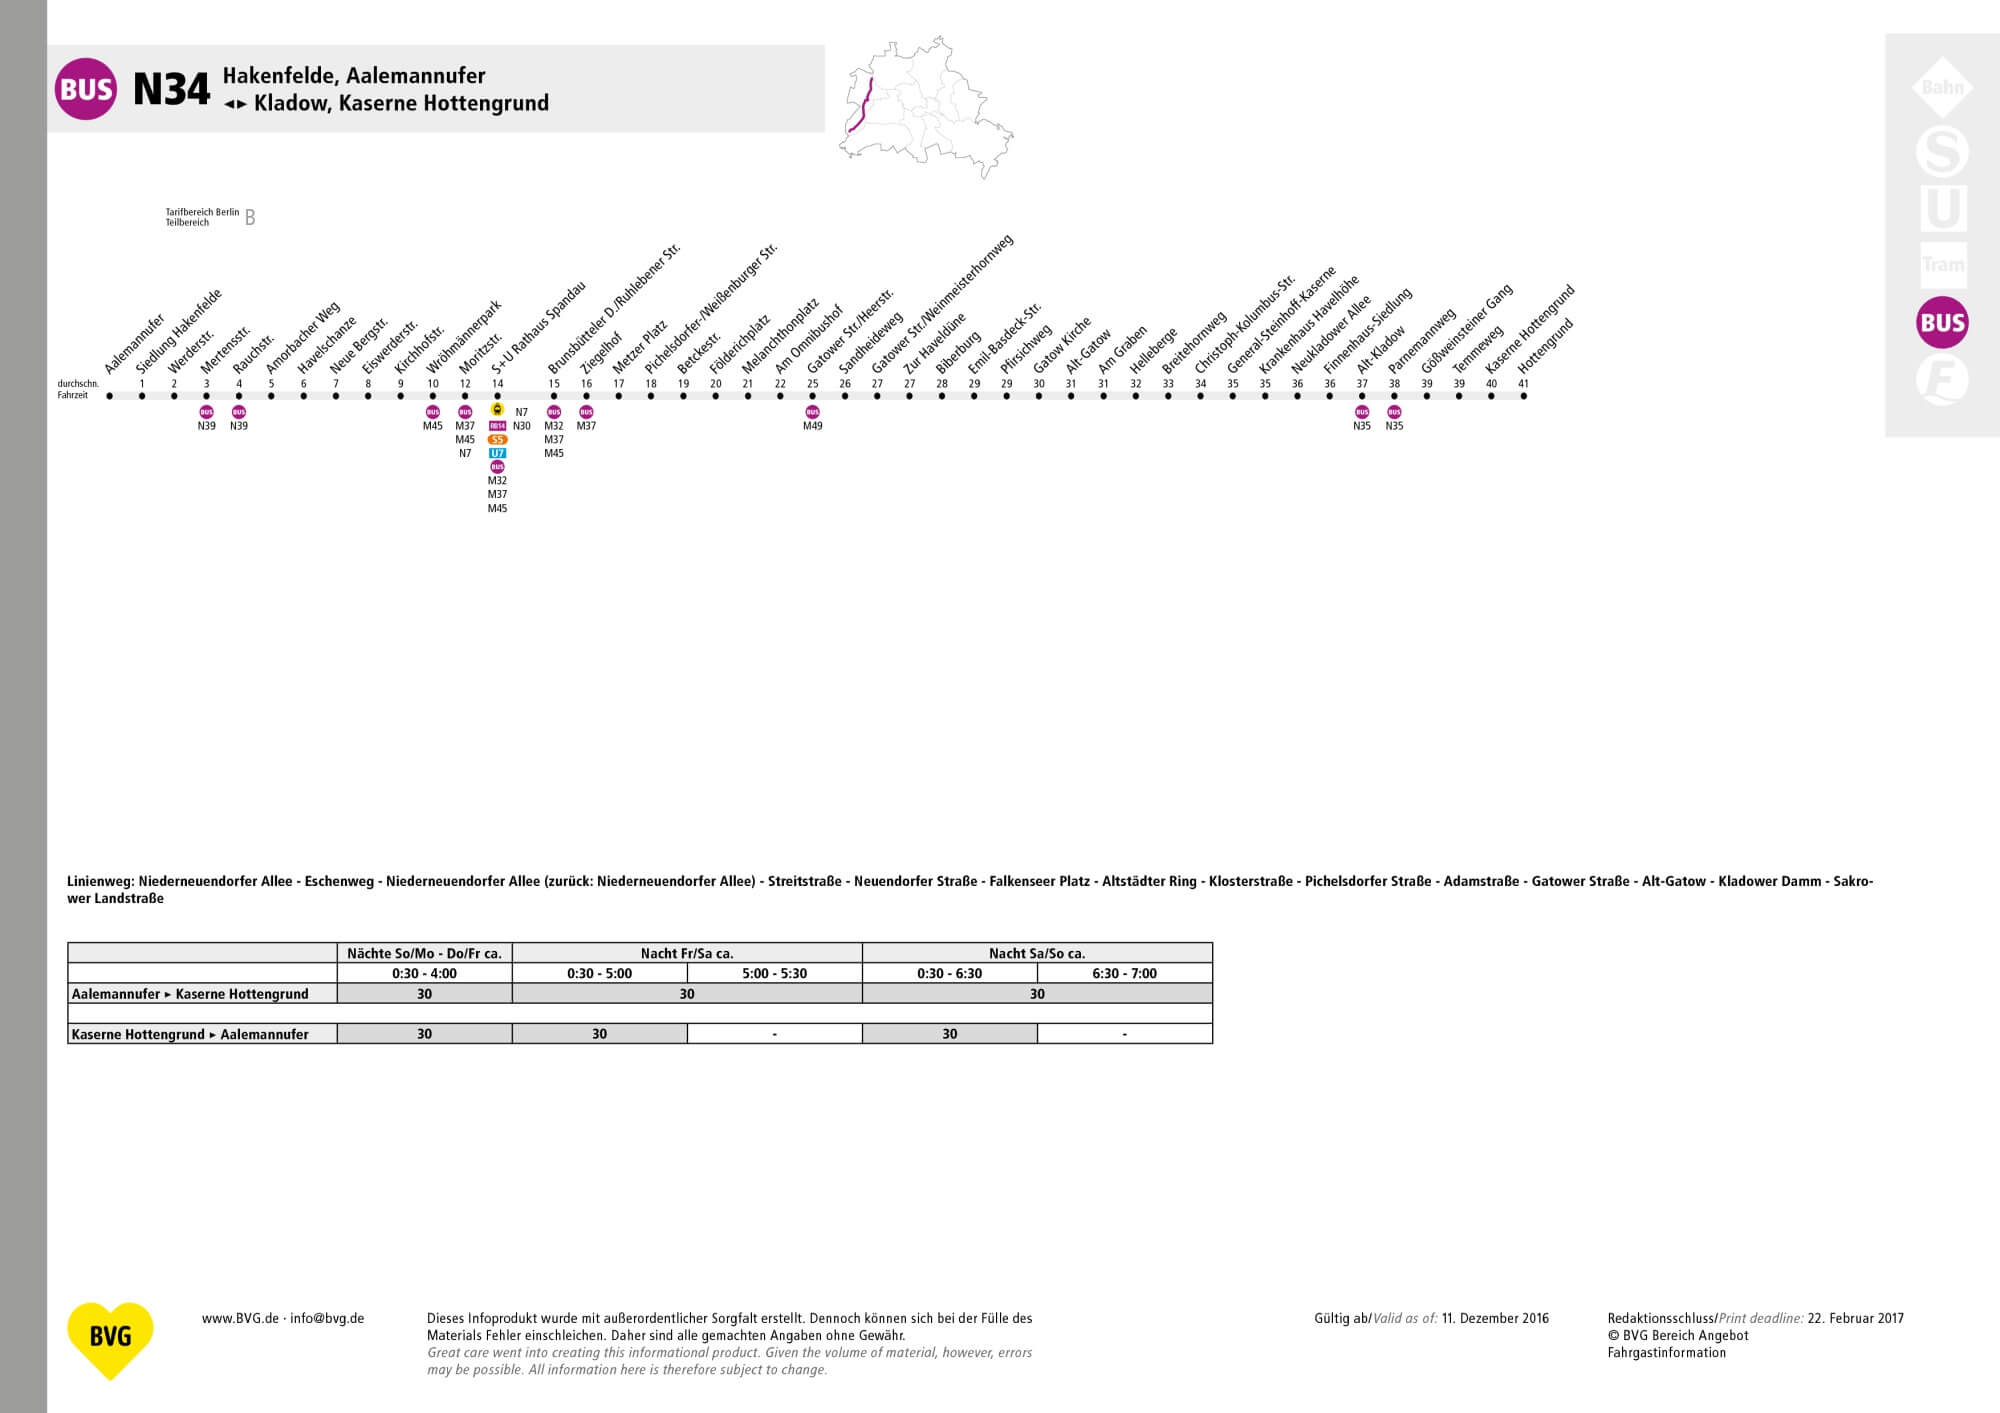 BUS N34 Hakenfelde, Aalemannufer
◂▸ Kladow, Kaserne Hottengrund
Bahn
S
U
Tram
BUS
F
Tarifbereich Berlin
Teilbereich
B
Aalemannufer
Siedlung Hakenfelde
Werderstr.
Mertensstr.
Rauchstr.
Amorbacher Weg
Havelschanze
Neue Bergstr.
Eiswerderstr.
Kirchhofstr.
Wröhmännerpark
Moritzstr.
S+U Rathaus Spandau
Brunsbütteler D./Ruhlebener Str.
Ziegelhof
Metzer Platz
Pichelsdorfer-/Weißenburger Str.
Betckestr.
Földerichplatz
Melanchthonplatz
Am Omnibushof
Gatower Str./Heerstr.
Sandheideweg
Gatower Str./Weinmeisterhornweg
Zur Haveldüne
Biberburg
Emil-Basdeck-Str.
Pfirsichweg
Gatow Kirche
Alt-Gatow
Am Graben
Helleberge
Breitehornweg
Christoph-Kolumbus-Str.
General-Steinhoff-Kaserne
Krankenhaus Havelhöhe
Neukladower Allee
Finnenhaus-Siedlung
Alt-Kladow
Parnemannweg
Gößweinsteiner Gang
Temmeweg
Kaserne Hottengrund
Hottengrund
durchschn. 1 2 3 4 5 6 7 8 9 10 12 14 15 16 17 18 19 20 21 22 25 26 27 27 28 29 29 30 31 31 32 33 34 35 35 36 36 37 38 39 39 40 41
Fahrzeit
BUS BUS BUS BUS N7 BUS BUS BUS BUS BUS
N39 N39 M45 M37 RB14 N30 M32 M37 M49 N35 N35
M45 S5 M37
N7 U7 M45
BUS
M32
M37
M45
Linienweg: Niederneuendorfer Allee - Eschenweg - Niederneuendorfer Allee (zurück: Niederneuendorfer Allee) - Streitstraße - Neuendorfer Straße - Falkenseer Platz - Altstädter Ring - Klosterstraße - Pichelsdorfer Straße - Adamstraße - Gatower Straße - Alt-Gatow - Kladower Damm - Sakro-
wer Landstraße
Nächte So/Mo - Do/Fr ca. Nacht Fr/Sa ca. Nacht Sa/So ca.
0:30 - 4:00 0:30 - 5:00 5:00 - 5:30 0:30 - 6:30 6:30 - 7:00
Aalemannufer ▸ Kaserne Hottengrund 30 30 30
Kaserne Hottengrund ▸ Aalemannufer 30 30 - 30 -
BVG
www.BVG.de · info@bvg.de
Dieses Infoprodukt wurde mit außerordentlicher Sorgfalt erstellt. Dennoch können sich bei der Fülle des
Materials Fehler einschleichen. Daher sind alle gemachten Angaben ohne Gewähr.
Great care went into creating this informational product. Given the volume of material, however, errors
may be possible. All information here is therefore subject to change.
Gültig ab/Valid as of: 11. Dezember 2016
Redaktionsschluss/Print deadline: 22. Februar 2017
© BVG Bereich Angebot
Fahrgastinformation